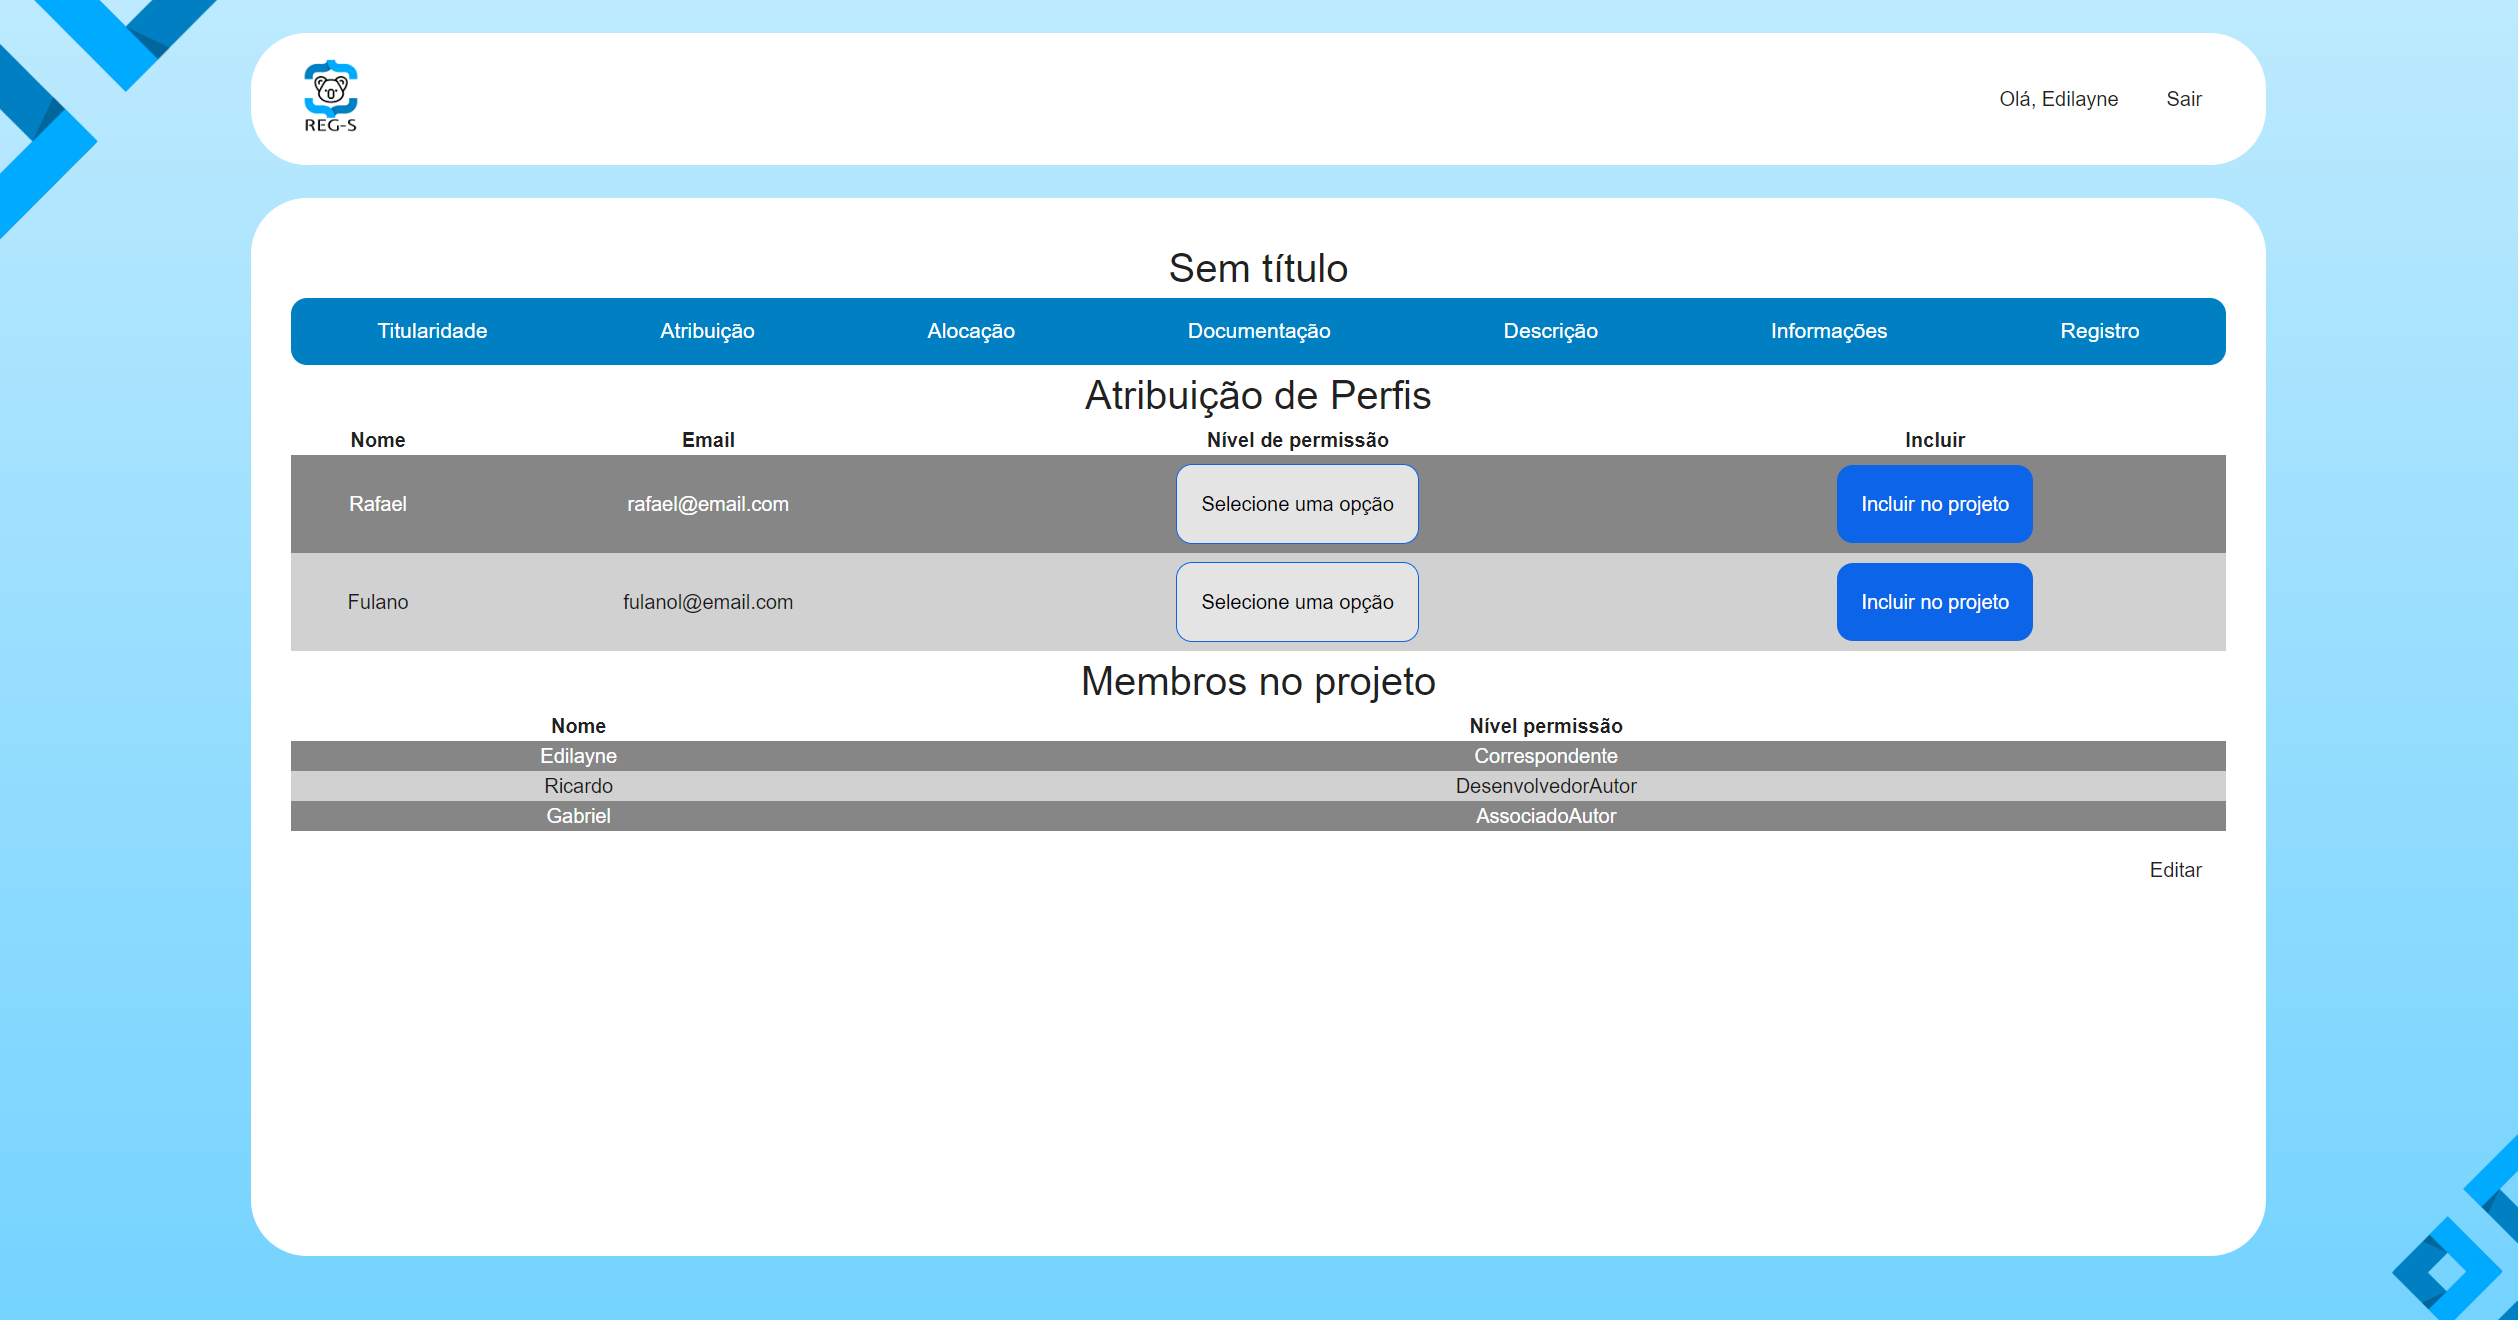 REG-S
Olá, Edilayne Sair
Sem título
Titularidade Atribuição Alocação Documentação Descrição Informações Registro
Atribuição de Perfis
Nome Email Nível de permissão Incluir
Rafael rafael@email.com Selecione uma opção Incluir no projeto
Fulano fulanol@email.com Selecione uma opção Incluir no projeto
Membros no projeto
Nome Nível permissão
Edilayne Correspondente
Ricardo DesenvolvedorAutor
Gabriel AssociadoAutor
Editar